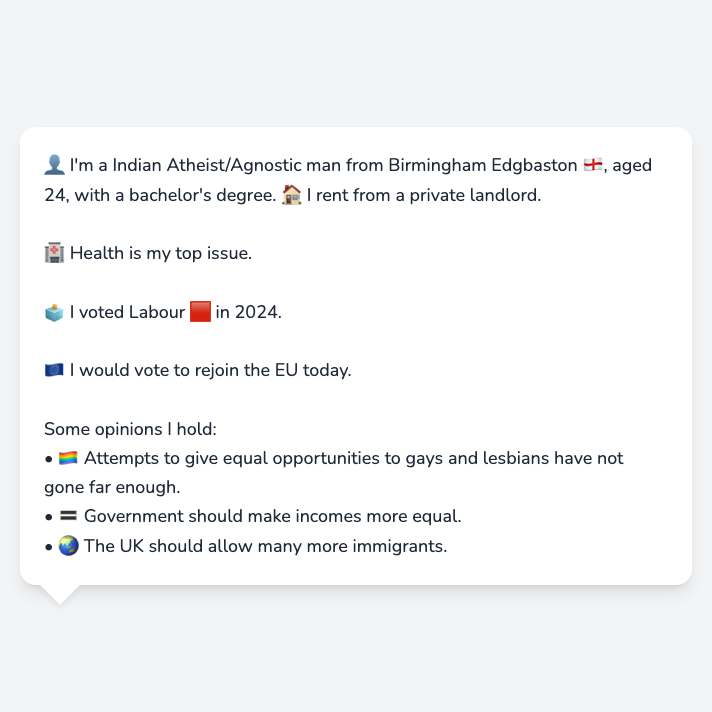 👤 I'm a Indian Atheist/Agnostic man from Birmingham Edgbaston 🏴󠁧󠁢󠁥󠁮󠁧󠁿, aged
24, with a bachelor's degree. 🏠 I rent from a private landlord.
🏥 Health is my top issue.
🗳️ I voted Labour 🟥 in 2024.
🇪🇺 I would vote to rejoin the EU today.
Some opinions I hold:
• 🏳️‍🌈 Attempts to give equal opportunities to gays and lesbians have not
gone far enough.
• 🟰 Government should make incomes more equal.
• 🌏 The UK should allow many more immigrants.